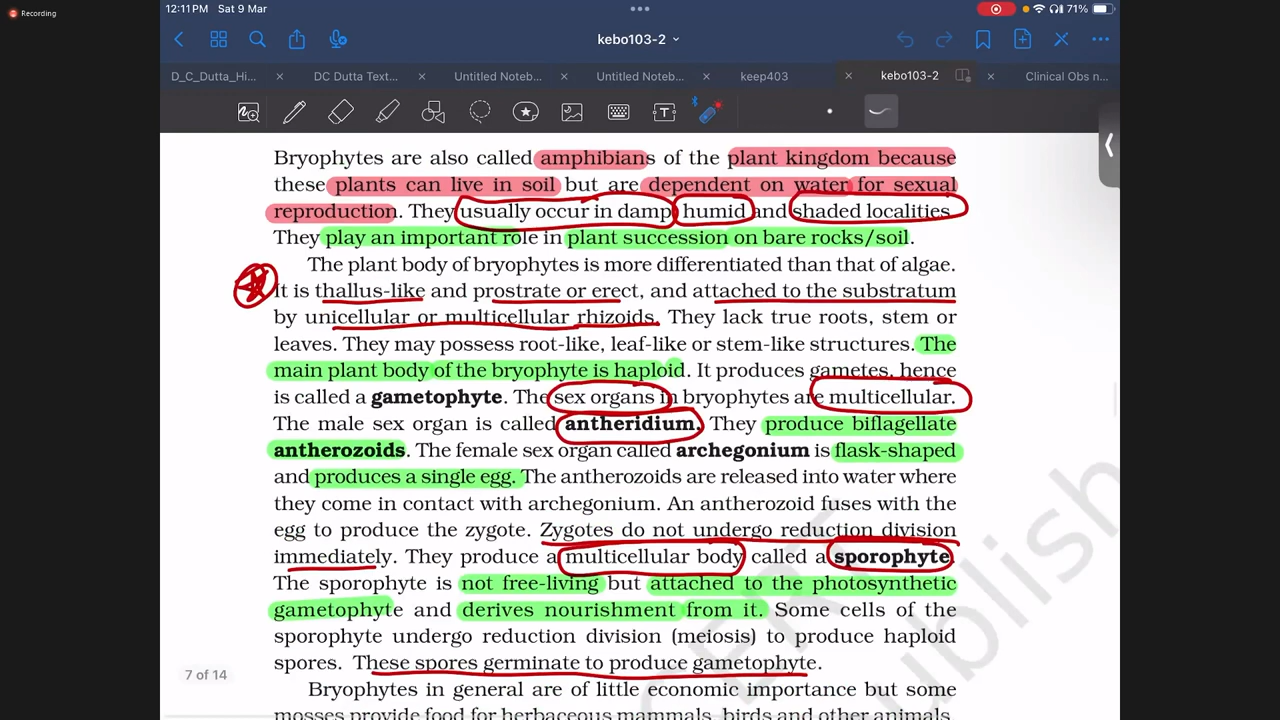 Recording
12:11 PM Sat 9 Mar
71%
kebo103-2
D_C_Dutta_Hi...
DC Dutta Text...
Untitled Noteb...
Untitled Noteb...
keep403
kebo103-2
Clinical Obs n...
Bryophytes are also called amphibians of the plant kingdom because
these plants can live in soil but are dependent on water for sexual
reproduction. They usually occur in damp, humid and shaded localities.
They play an important role in plant succession on bare rocks/soil.
The plant body of bryophytes is more differentiated than that of algae.
It is thallus-like and prostrate or erect, and attached to the substratum
by unicellular or multicellular rhizoids. They lack true roots, stem or
leaves. They may possess root-like, leaf-like or stem-like structures. The
main plant body of the bryophyte is haploid. It produces gametes, hence
is called a gametophyte. The sex organs in bryophytes are multicellular.
The male sex organ is called antheridium. They produce biflagellate
antherozoids. The female sex organ called archegonium is flask-shaped
and produces a single egg. The antherozoids are released into water where
they come in contact with archegonium. An antherozoid fuses with the
egg to produce the zygote. Zygotes do not undergo reduction division
immediately. They produce a multicellular body called a sporophyte.
The sporophyte is not free-living but attached to the photosynthetic
gametophyte and derives nourishment from it. Some cells of the
sporophyte undergo reduction division (meiosis) to produce haploid
spores. These spores germinate to produce gametophyte.
7 of 14
Bryophytes in general are of little economic importance but some
mosses provide food for herbaceous mammals, birds and other animals.